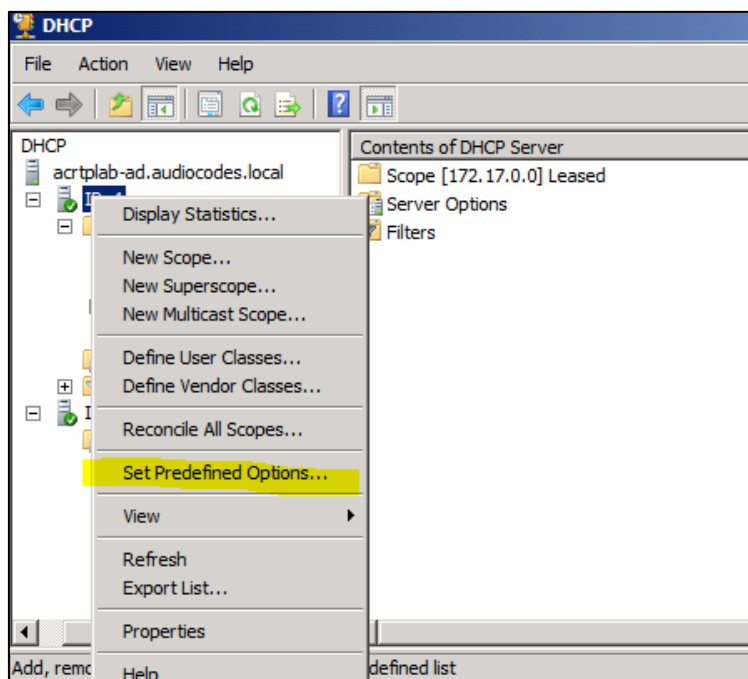 DHCP
File Action View Help
DHCP
acrtplab-ad.audiocodes.local
Display Statistics...
New Scope...
New Superscope...
New Multicast Scope...
Define User Classes...
Define Vendor Classes...
Reconcile All Scopes...
Set Predefined Options...
View
Refresh
Export List...
Properties
Help
Contents of DHCP Server
Scope [172.17.0.0] Leased
Server Options
Filters
Add, defined list